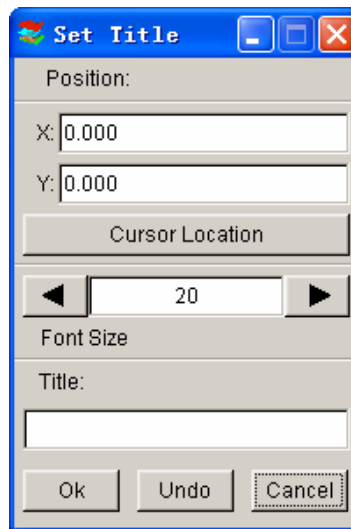 Set Title
Position:
X: 0.000
Y: 0.000
Cursor Location
20
Font Size
Title:
Ok Undo Cancel